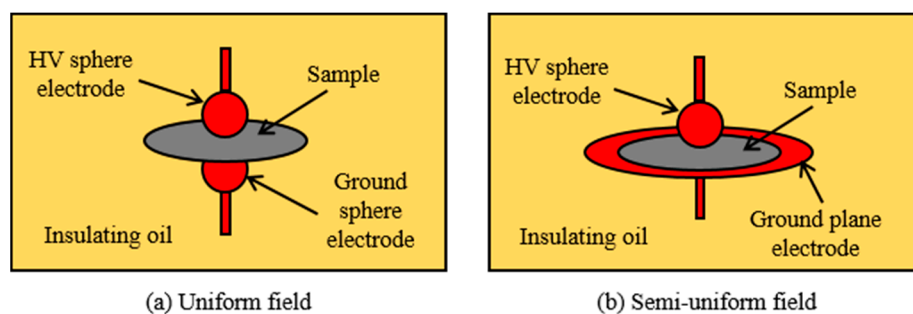 HV sphere
electrode
Sample
Ground
sphere
electrode
Insulating oil
(a) Uniform field
HV sphere
electrode
Sample
Ground plane
electrode
Insulating oil
(b) Semi-uniform field